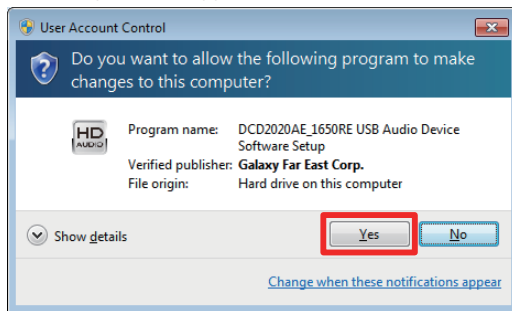 User Account Control
Do you want to allow the following program to make
changes to this computer?
HD
AUDIO
Program name: DCD2020AE_1650RE USB Audio Device
Software Setup
Verified publisher: Galaxy Far East Corp.
File origin: Hard drive on this computer
Show details
Yes
No
Change when these notifications appear